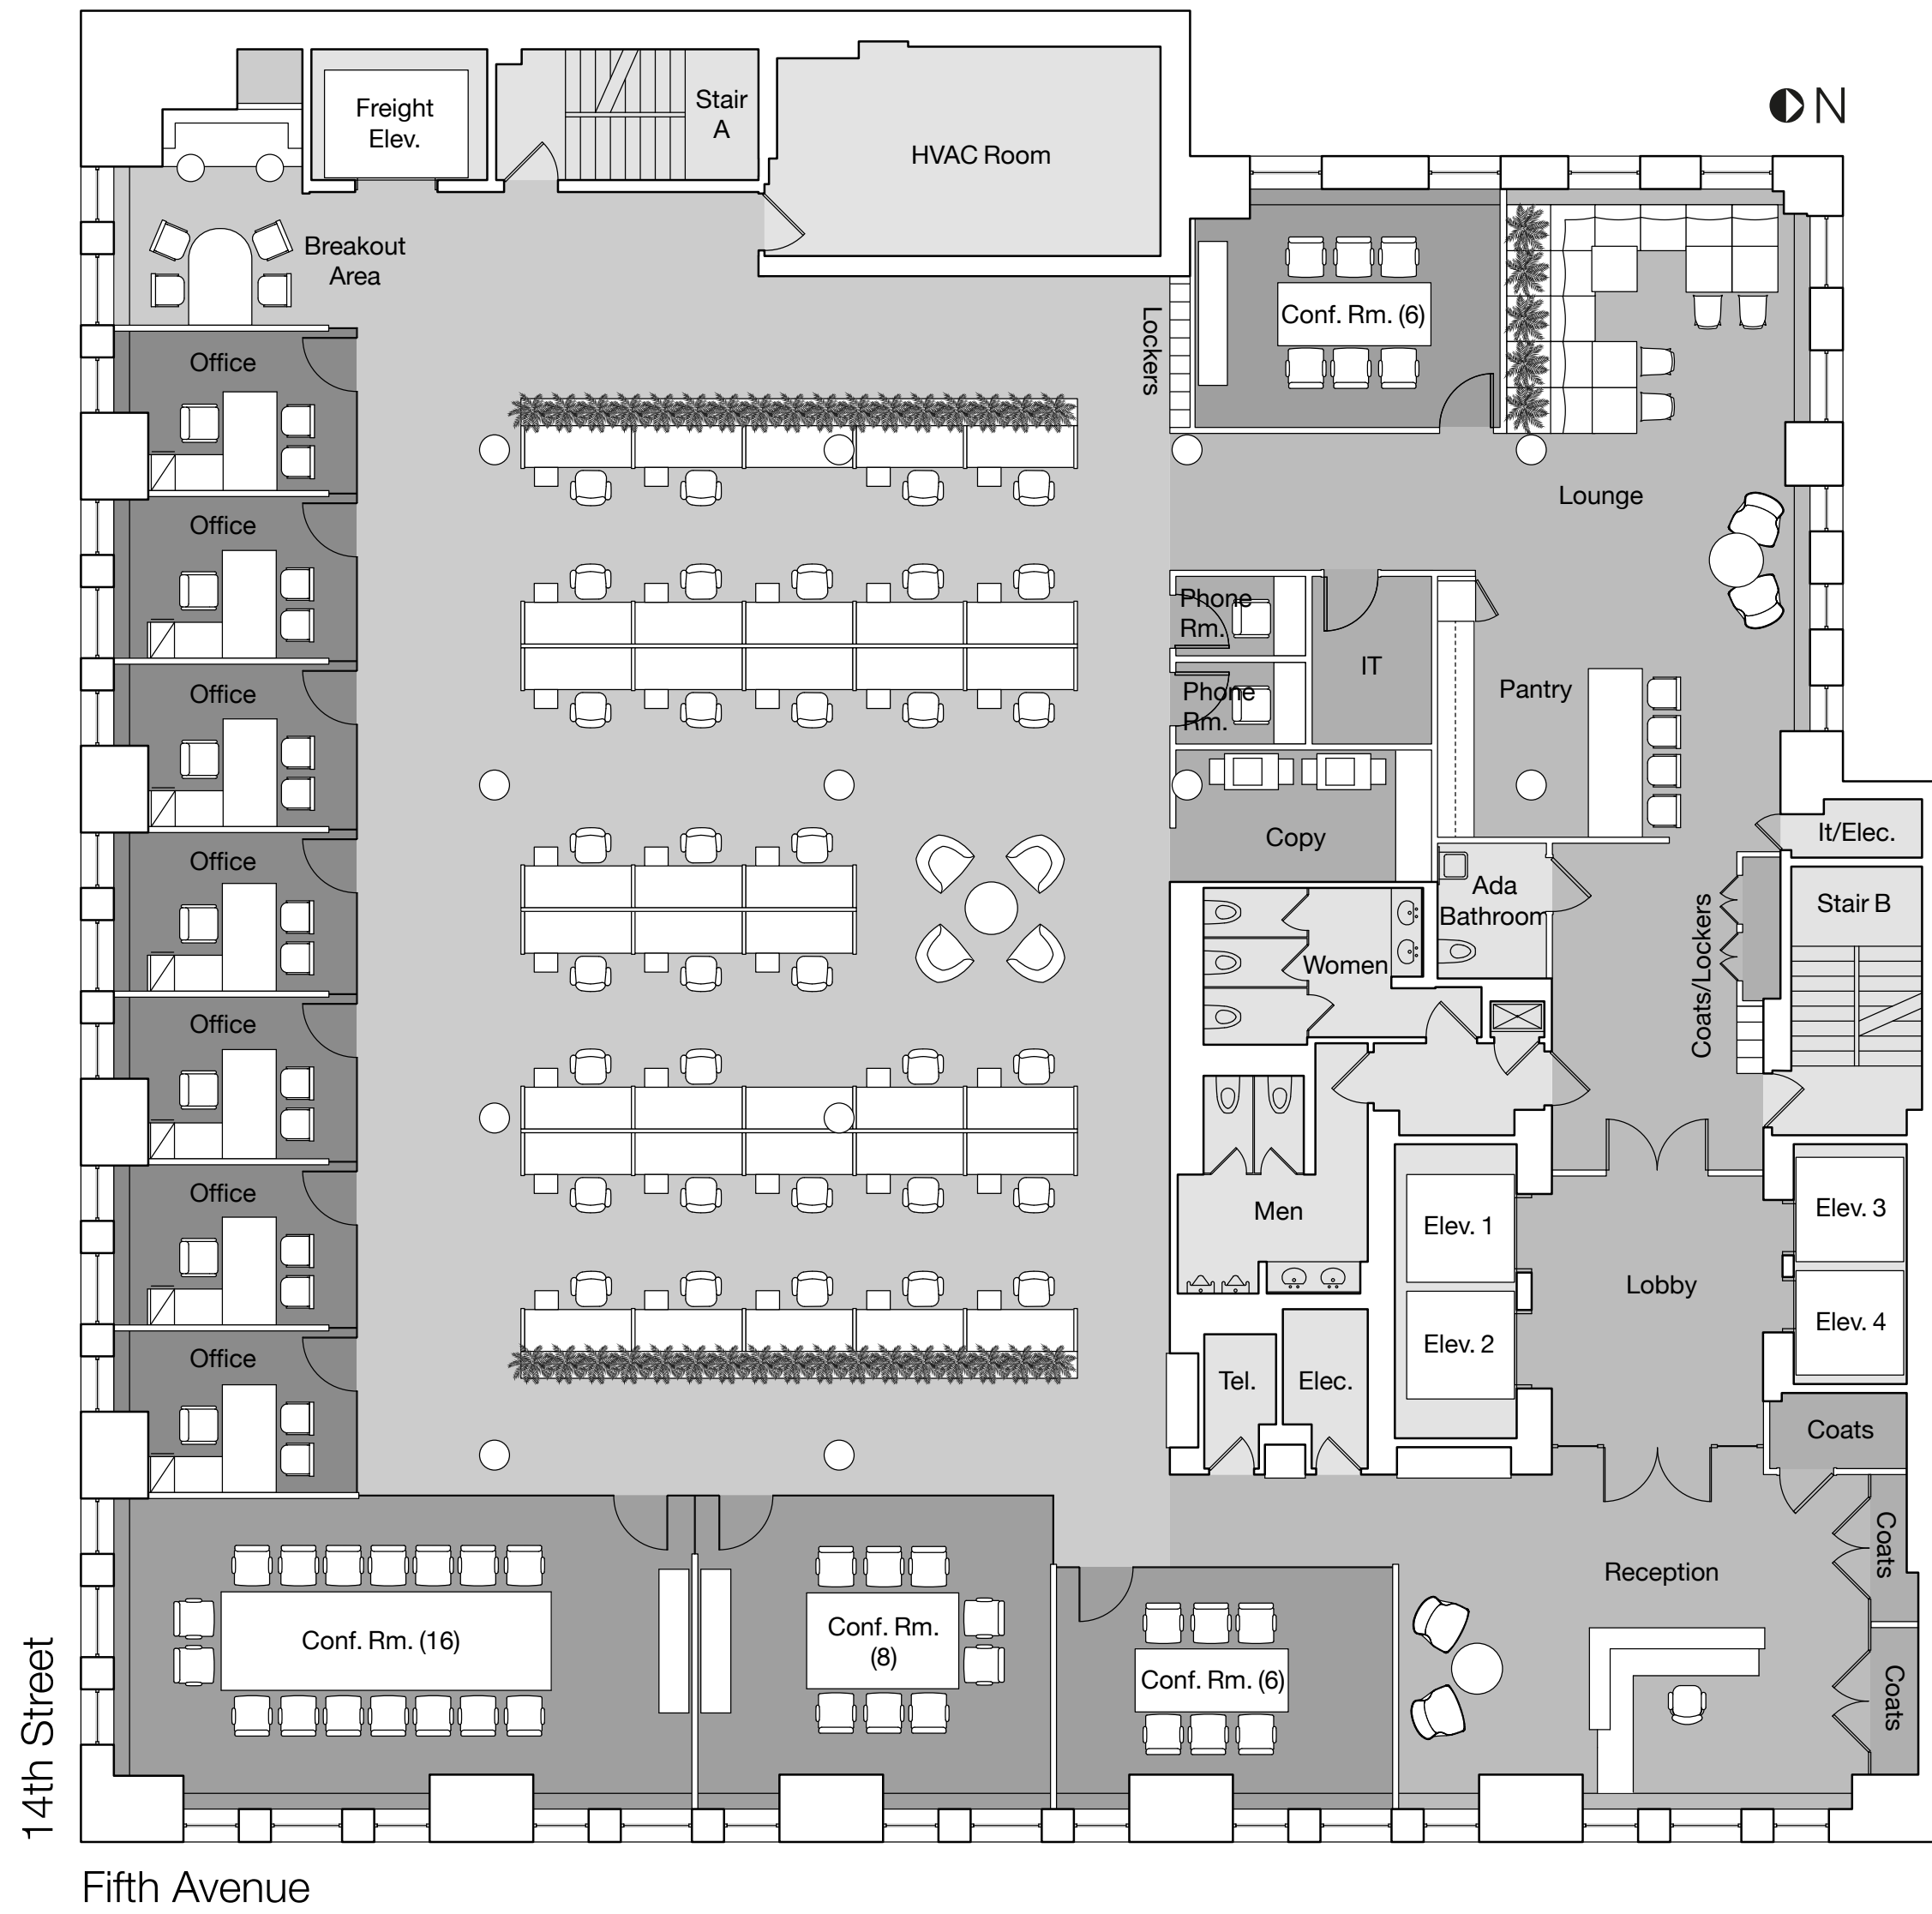 Freight
Elev.
Stair
A
HVAC Room
N
Breakout
Area
Lockers
Conf. Rm. (6)
Office
Lounge
Office
Phone
Rm.
IT
Phone
Rm.
Pantry
Office
Copy
It/Elec.
Office
Ada
Bathroom
Stair B
Women
Coats/Lockers
Office
Men
Elev. 1
Elev. 3
Office
Lobby
Elev. 2
Elev. 4
Office
Tel.
Elec.
Coats
Reception
Coats
Conf. Rm. (16)
Conf. Rm.
(8)
Conf. Rm. (6)
Coats
14th Street
Fifth Avenue